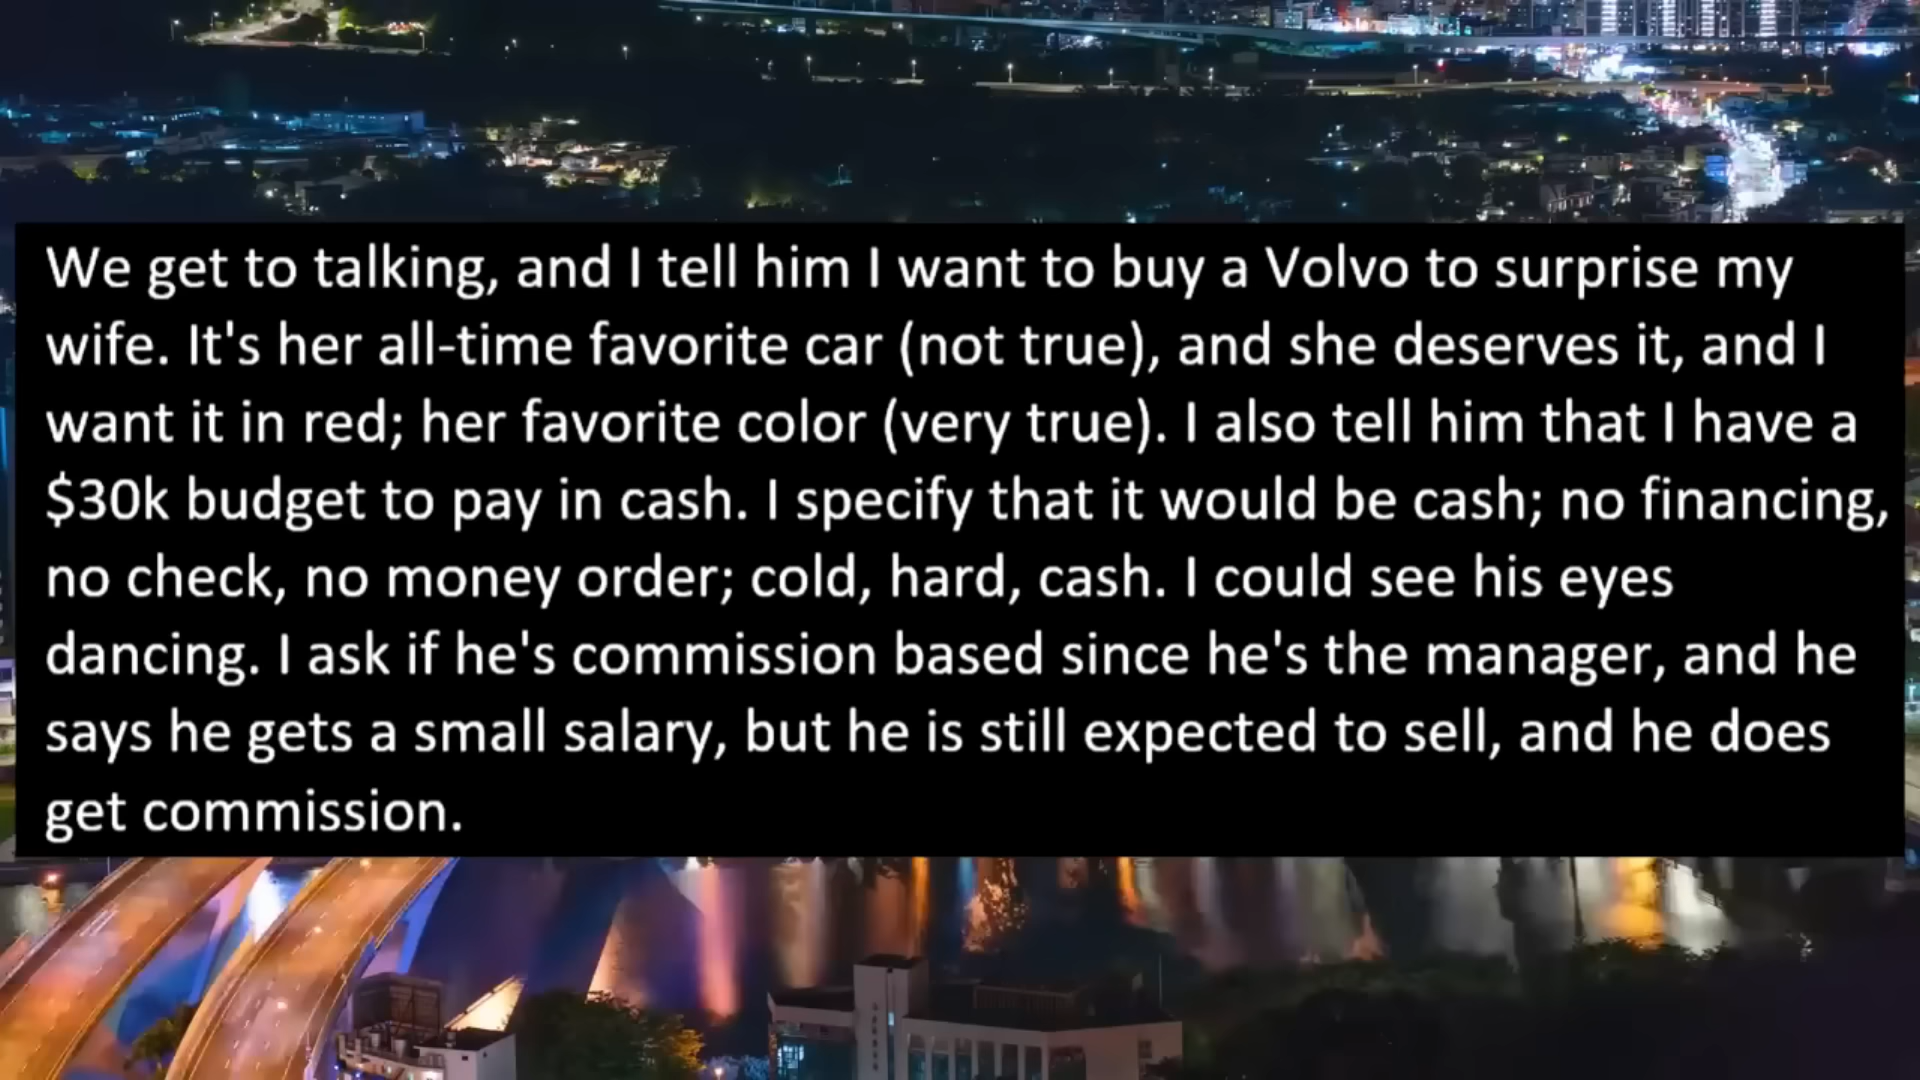 We get to talking, and I tell him I want to buy a Volvo to surprise my
wife. It's her all-time favorite car (not true), and she deserves it, and I
want it in red; her favorite color (very true). I also tell him that I have a
$30k budget to pay in cash. I specify that it would be cash; no financing,
no check, no money order; cold, hard, cash. I could see his eyes
dancing. I ask if he's commission based since he's the manager, and he
says he gets a small salary, but he is still expected to sell, and he does
get commission.